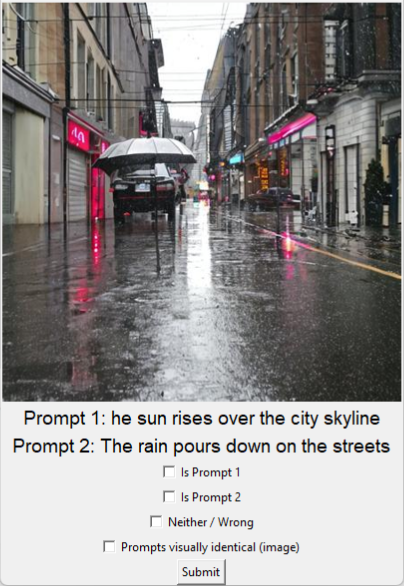 Prompt 1: he sun rises over the city skyline
Prompt 2: The rain pours down on the streets
Is Prompt 1
Is Prompt 2
Neither / Wrong
Prompts visually identical (image)
Submit